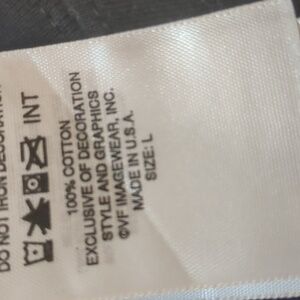 DO NOT IRON DECORATION
INT
100% COTTON
EXCLUSIVE OF DECORATION
STYLE AND GRAPHICS
©VF IMAGEWEAR, INC.
MADE IN U.S.A.
SIZE: L